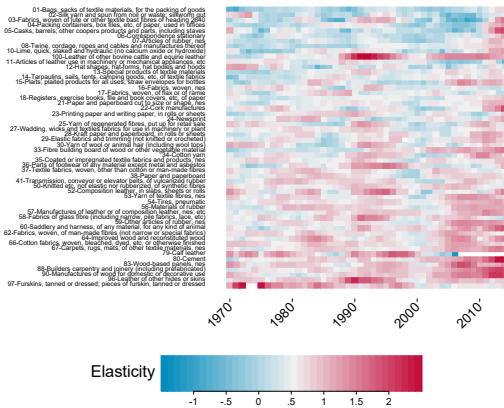 01-Bags, sacks of textile materials, for the packing of goods
02-Silk yarn and spun from noil or waste; silkworm gut
03-Fabrics, woven of jute or other textile bast fibres of heading 2640
04-Packing containers, box files, etc, of paper, used in offices
05-Casks, barrels; other coopers products and parts, including staves
06-Correspondence stationery
07-Articles of rubber, nes
08-Twine, cordage, ropes and cables and manufactures thereof
10-Lime, quick, slaked and hydraulic (no calcium oxide or hydroxide)
100-Leather of other bovine cattle and equine leather
11-Articles of leather use in machinery or mechanical appliances, etc
12-Hat shapes, hat-forms, hat bodies and hoods
13-Special products of textile materials
14-Tarpaulins, sails, tents, camping goods, etc, of textile fabrics
15-Plaits, plaited products for all uses; straw envelopes for bottles
16-Fabrics, woven, nes
17-Fabrics, woven, of flax or of ramie
18-Registers, exercise books, file and book covers, etc, of paper
21-Paper and paperboard cut to size or shape, nes
22-Cork manufactures
23-Printing paper and writing paper, in rolls or sheets
24-Newsprint
25-Yarn of regenerated fibres, put up for retail sale
27-Wadding, wicks and textiles fabrics for use in machinery or plant
28-Kraft paper and paperboard, in rolls or sheets
29-Elastic fabrics and trimming (not knitted or crocheted)
30-Yarn of wool or animal hair (including wool tops)
33-Fibre building board of wood or other vegetable material
34-Cotton yarn
35-Coated or impregnated textile fabrics and products, nes
36-Parts of footwear of any material except metal and asbestos
37-Textile fabrics, woven, other than cotton or man-made fibres
38-Paper and paperboard
41-Transmission, conveyor or elevator belts, of vulcanized rubber
50-Knitted etc, not elastic nor rubberized, of synthetic fibres
52-Composition leather, in slabs, sheets or rolls
53-Yarn of textile fibres, nes
54-Tires, pneumatic
56-Materials of rubber
57-Manufactures of leather or of composition leather, nes; etc
58-Fabrics of glass fibre (including narrow, pile fabrics, lace, etc)
59-Other articles of rubber, nes
60-Saddlery and harness, of any material, for any kind of animal
62-Fabrics, woven, of man-made fibres (not narrow or special fabrics)
64-Improved wood and reconstituted wood
66-Cotton fabrics, woven, bleached, dyed, etc, or otherwise finished
67-Carpets, rugs, mats, of other textile materials, nes
79-Calf leather
80-Cement
83-Wood-based panels, nes
88-Builders carpentry and joinery (including prefabricated)
90-Manufactures of wood for domestic or decorative use
96-Leather of other hides or skins
97-Furskins, tanned or dressed; pieces of furskin, tanned or dressed
1970 1980 1990 2000 2010
Elasticity
-1 -.5 0 .5 1 1.5 2